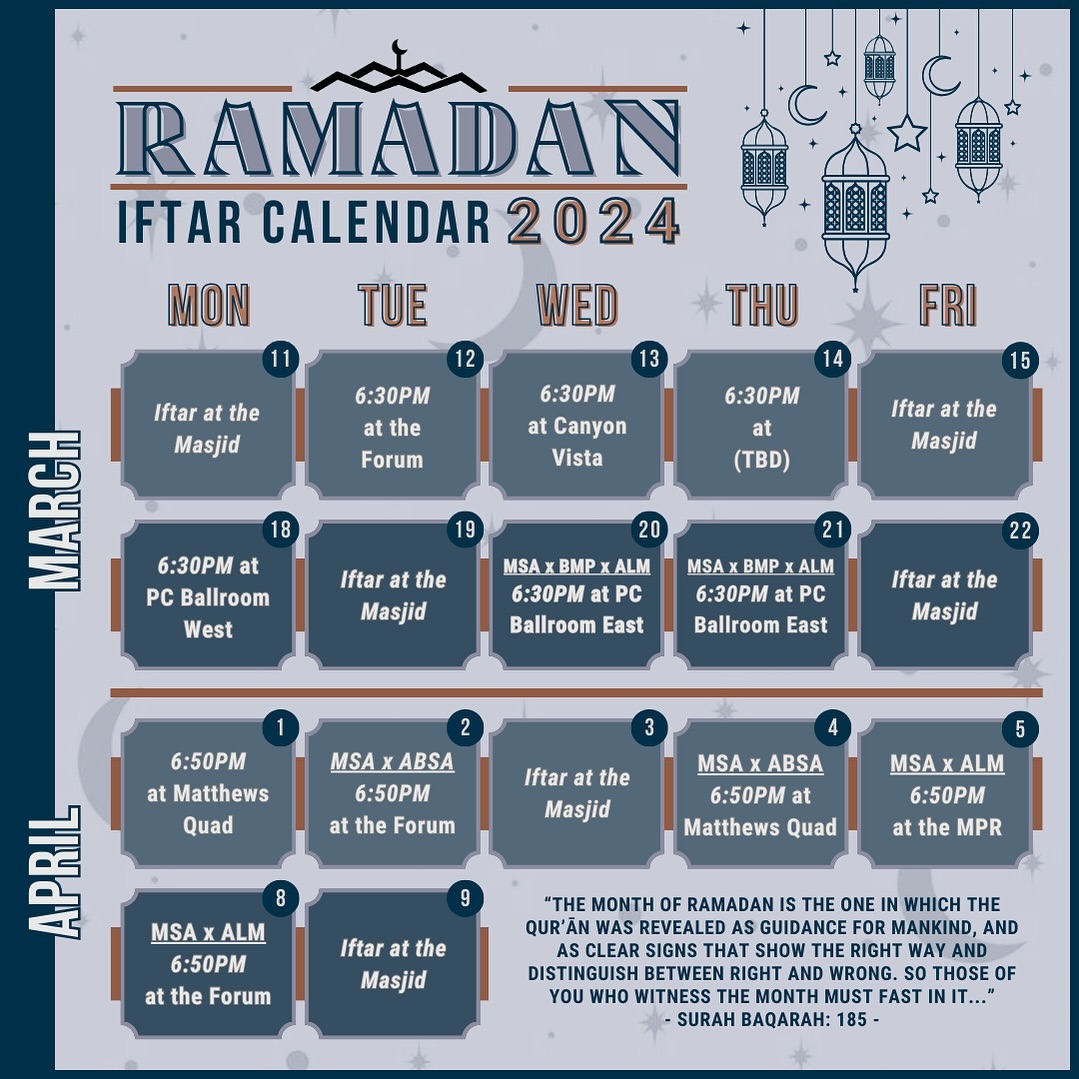 RAMADAN
IFTAR CALENDAR 2024
MON TUE WED THU FRI
MARCH
11
Iftar at the
Masjid
12
6:30PM
at the
Forum
13
6:30PM
at Canyon
Vista
14
6:30PM
at
(TBD)
15
Iftar at the
Masjid
18
6:30PM at
PC Ballroom
West
19
Iftar at the
Masjid
20
MSA x BMP x ALM
6:30PM at PC
Ballroom East
21
MSA x BMP x ALM
6:30PM at PC
Ballroom East
22
Iftar at the
Masjid
APRIL
1
6:50PM
at Matthews
Quad
2
MSA x ABSA
6:50PM
at the Forum
3
Iftar at the
Masjid
4
MSA x ABSA
6:50PM at
Matthews Quad
5
MSA x ALM
6:50PM
at the MPR
8
MSA x ALM
6:50PM
at the Forum
9
Iftar at the
Masjid
“THE MONTH OF RAMADAN IS THE ONE IN WHICH THE
QUR’ĀN WAS REVEALED AS GUIDANCE FOR MANKIND, AND
AS CLEAR SIGNS THAT SHOW THE RIGHT WAY AND
DISTINGUISH BETWEEN RIGHT AND WRONG. SO THOSE OF
YOU WHO WITNESS THE MONTH MUST FAST IN IT...”
- SURAH BAQARAH: 185 -